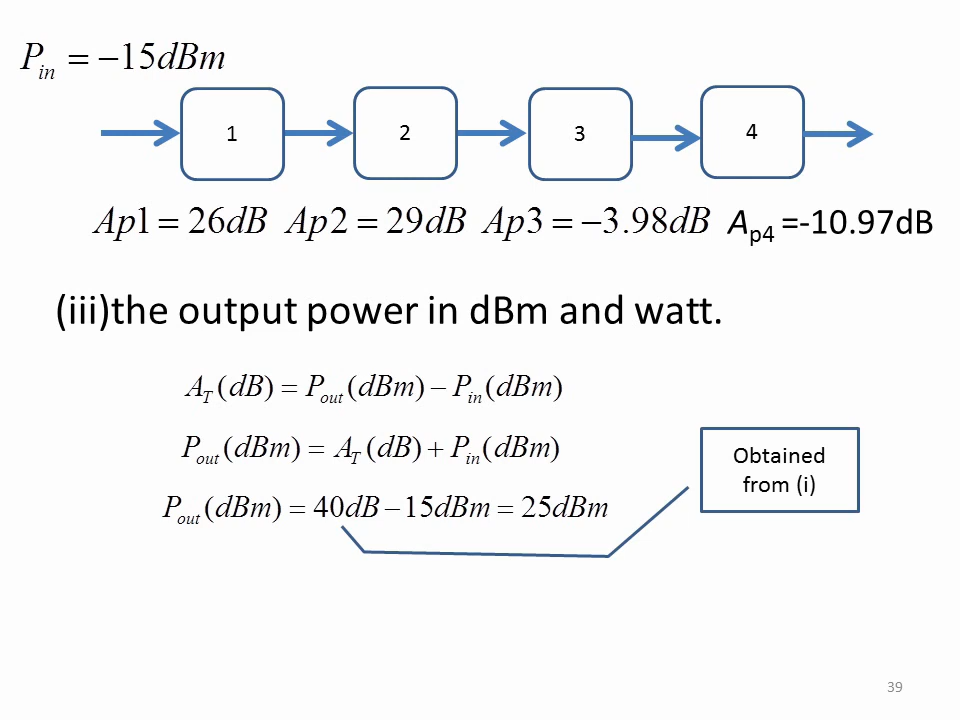 P_in = −15dBm
1 2 3 4
Ap1 = 26dB Ap2 = 29dB Ap3 = −3.98dB A_p4 =-10.97dB
(iii)the output power in dBm and watt.
A_T (dB) = P_out (dBm) − P_in (dBm)
P_out (dBm) = A_T (dB) + P_in (dBm)
Obtained
from (i)
P_out (dBm) = 40dB −15dBm = 25dBm
39